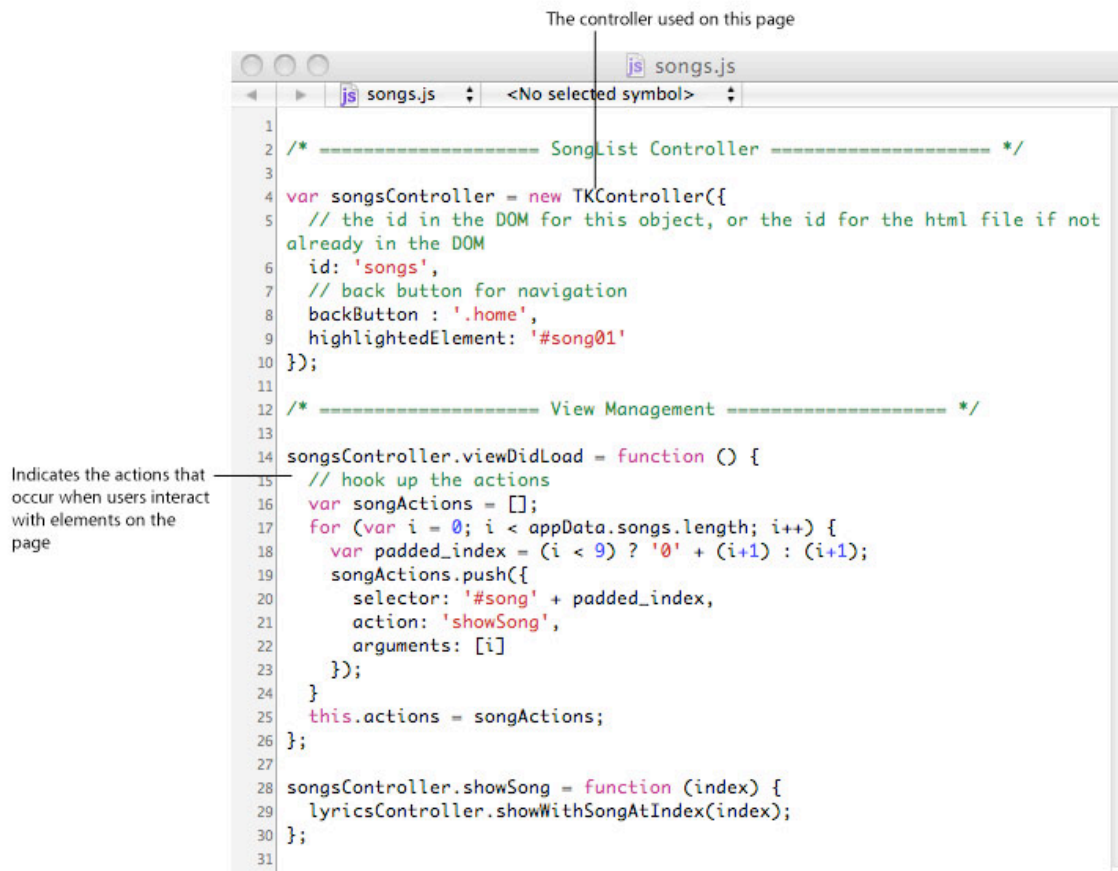 The controller used on this page
js songs.js
js songs.js <No selected symbol>
1
2 /* ==================== SongList Controller ==================== */
3
4 var songsController = new TKController({
5 // the id in the DOM for this object, or the id for the html file if not
already in the DOM
6 id: 'songs',
7 // back button for navigation
8 backButton : '.home',
9 highlightedElement: '#song01'
10 });
11
12 /* ==================== View Management ==================== */
13
14 songsController.viewDidLoad = function () {
Indicates the actions that
occur when users interact
with elements on the
page
15 // hook up the actions
16 var songActions = [];
17 for (var i = 0; i < appData.songs.length; i++) {
18 var padded_index = (i < 9) ? '0' + (i+1) : (i+1);
19 songActions.push({
20 selector: '#song' + padded_index,
21 action: 'showSong',
22 arguments: [i]
23 });
24 }
25 this.actions = songActions;
26 };
27
28 songsController.showSong = function (index) {
29 lyricsController.showWithSongAtIndex(index);
30 };
31